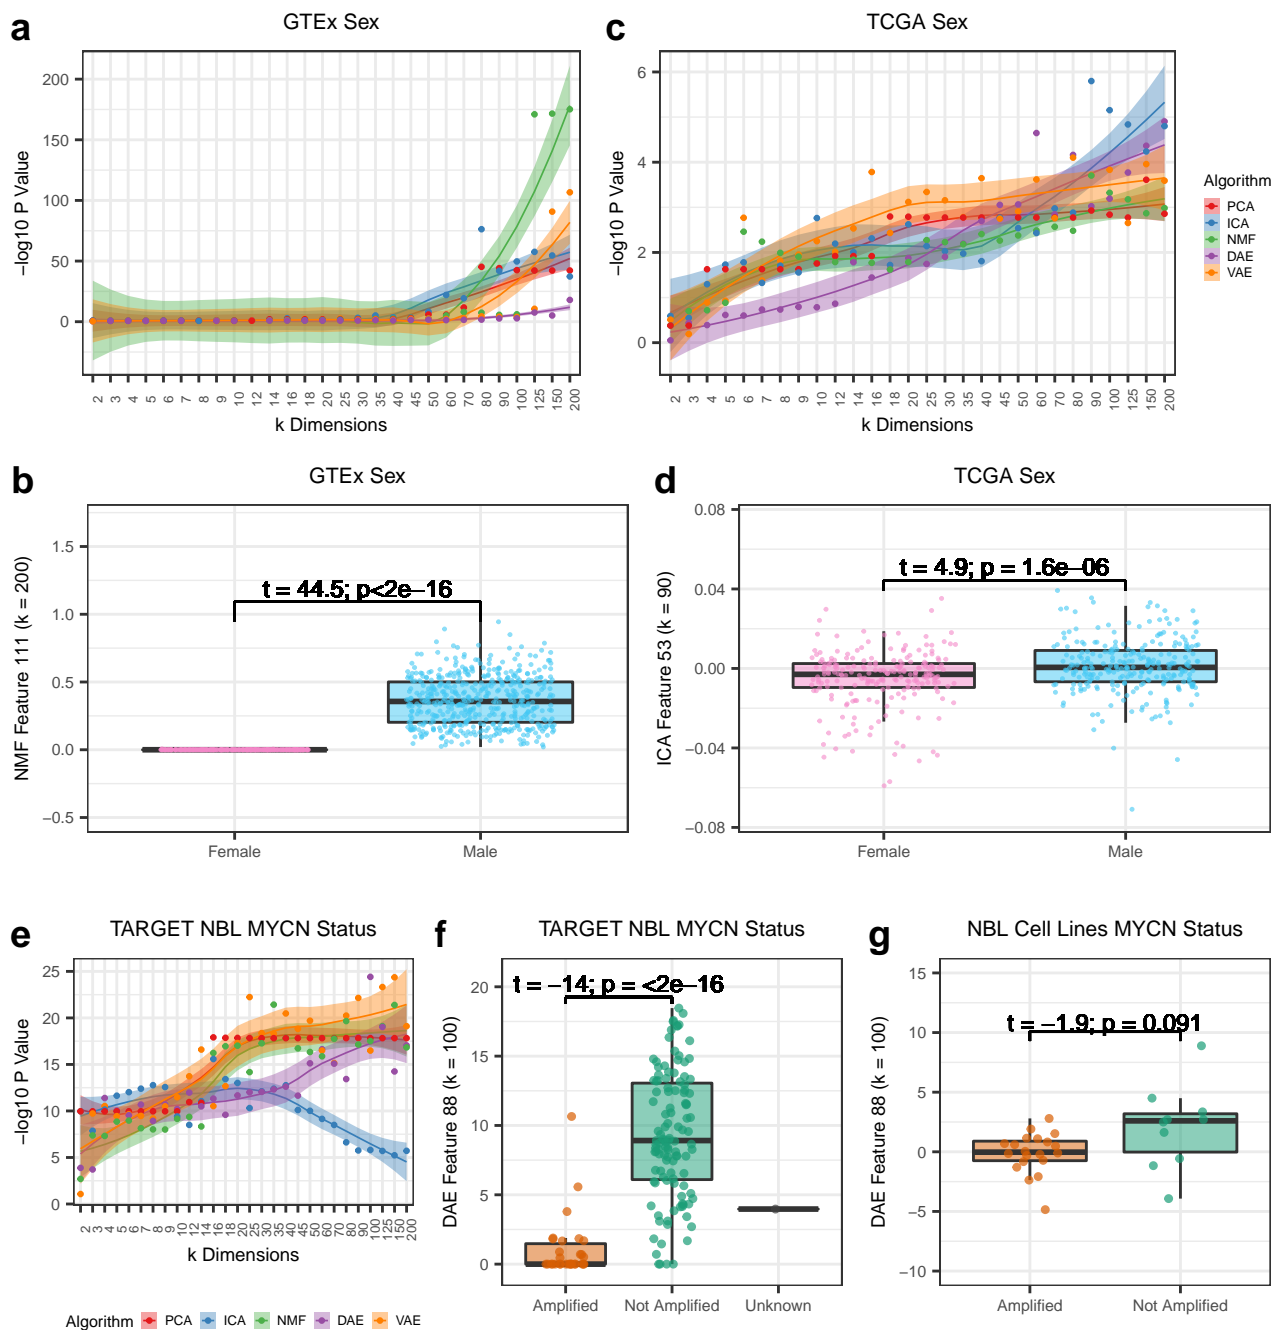 a
GTEx Sex
−log10 P Value
200
150
100
50
0
2 3 4 5 6 7 8 9 10 12 14 16 18 20 25 30 35 40 45 50 60 70 80 90 100 125 150 200
k Dimensions
c
TCGA Sex
−log10 P Value
6
4
2
0
2 3 4 5 6 7 8 9 10 12 14 16 18 20 25 30 35 40 45 50 60 70 80 90 100 125 150 200
k Dimensions
Algorithm
PCA
ICA
NMF
DAE
VAE
b
GTEx Sex
NMF Feature 111 (k = 200)
1.5
1.0
0.5
0.0
−0.5
t = 44.5; p<2e−16
Female Male
d
TCGA Sex
ICA Feature 53 (k = 90)
0.08
0.04
0.00
−0.04
−0.08
t = 4.9; p = 1.6e−06
Female Male
e
TARGET NBL MYCN Status
−log10 P Value
25
20
15
10
5
0
2 3 4 5 6 7 8 9 10 12 14 16 18 20 25 30 35 40 45 50 60 70 80 90 100 125 150 200
k Dimensions
Algorithm PCA ICA NMF DAE VAE
f
TARGET NBL MYCN Status
DAE Feature 88 (k = 100)
20
15
10
5
0
t = −14; p = <2e−16
Amplified Not Amplified Unknown
g
NBL Cell Lines MYCN Status
DAE Feature 88 (k = 100)
15
10
5
0
−5
−10
t = −1.9; p = 0.091
Amplified Not Amplified